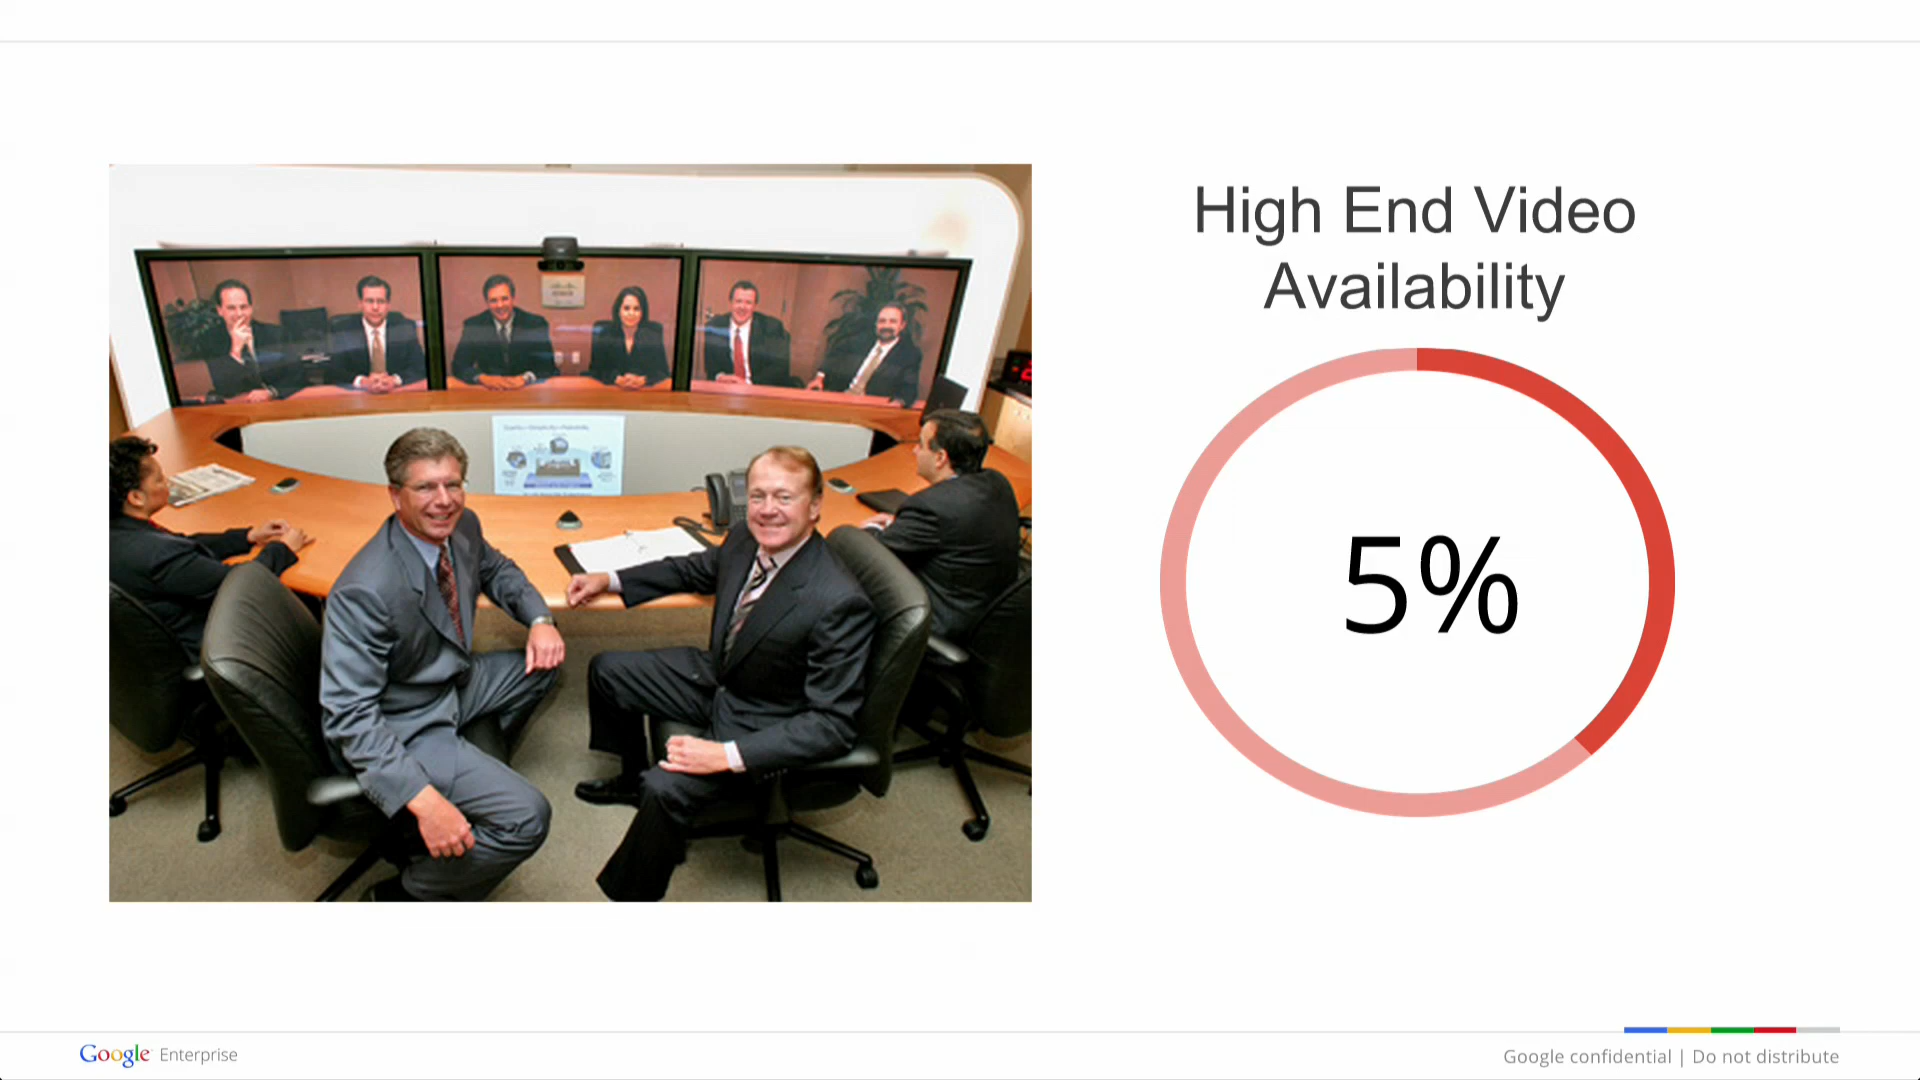 High End Video
Availability
5%
Google Enterprise
Google confidential | Do not distribute